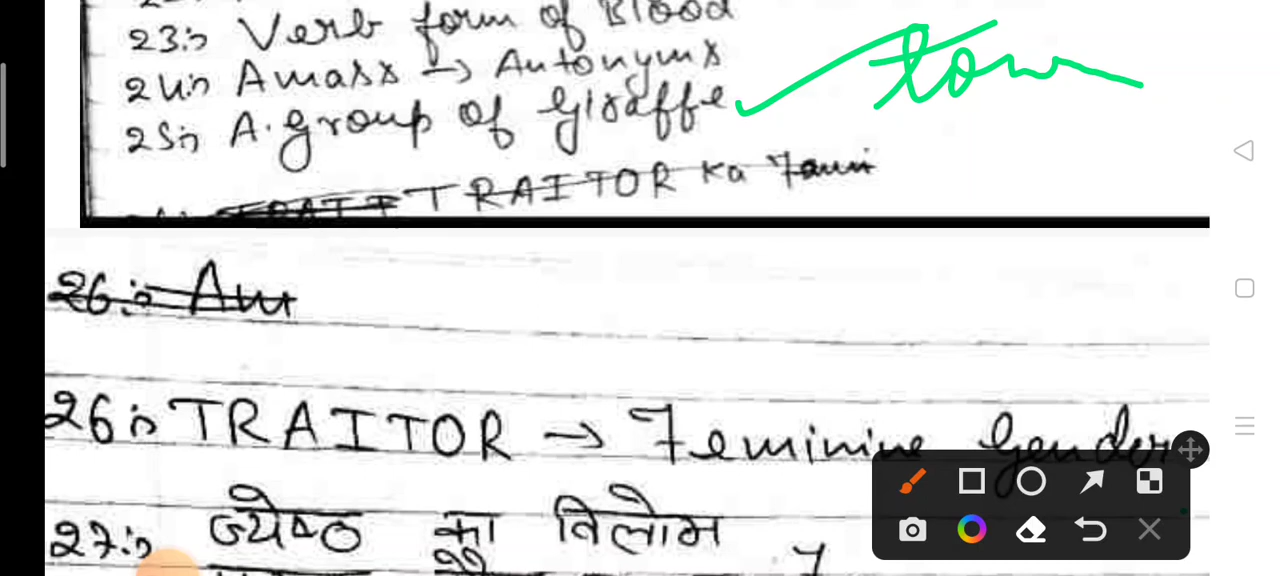 23:> Verb form of Blood
24:> Amass → Antonyms
25:> A. group of Giraffe
TRAITOR Ka
26:>
26:> TRAITOR → Feminine Gender
27:> ज्येष्ठ का विलोम